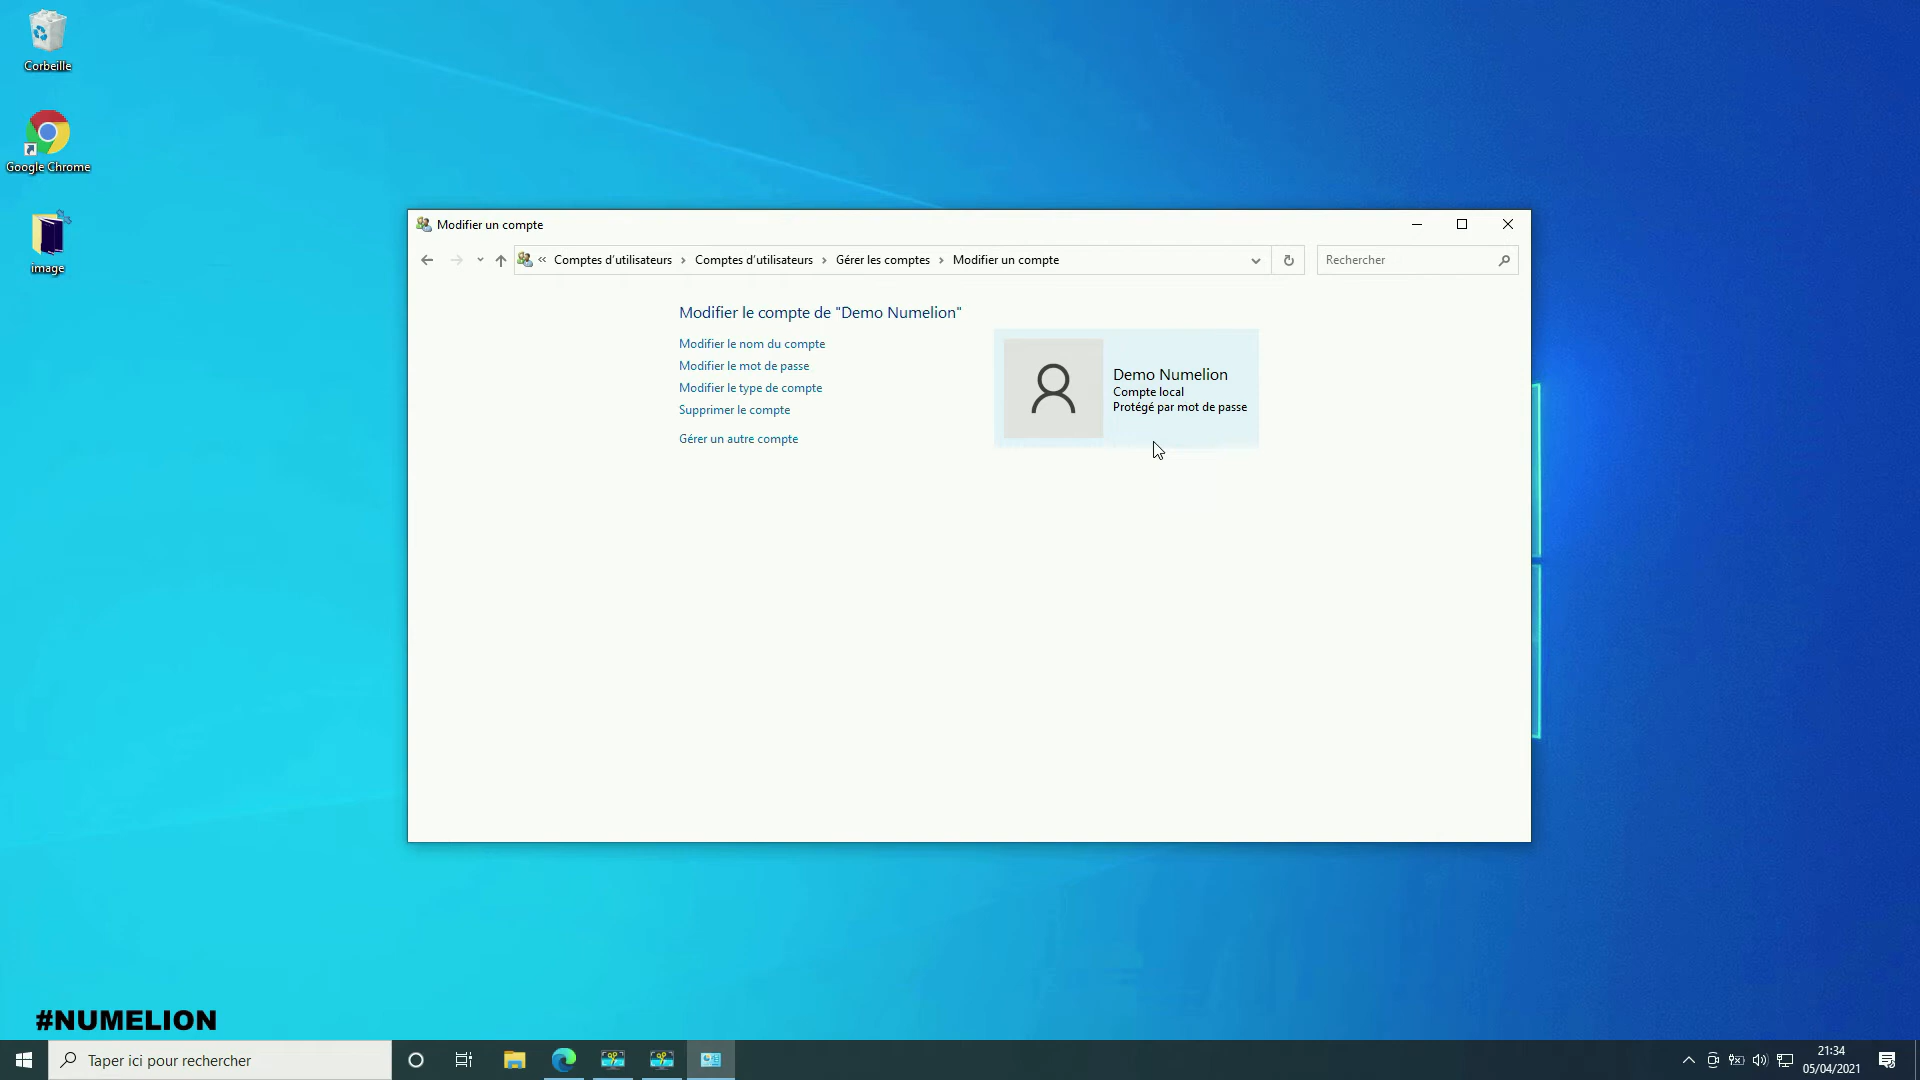 Corbeille
Google Chrome
image
Modifier un compte
« Comptes d'utilisateurs › Comptes d'utilisateurs › Gérer les comptes › Modifier un compte
Rechercher
Modifier le compte de "Demo Numelion"
Modifier le nom du compte
Modifier le mot de passe
Modifier le type de compte
Supprimer le compte
Gérer un autre compte
Demo Numelion
Compte local
Protégé par mot de passe
#NUMELION
Taper ici pour rechercher
21:34
05/04/2021